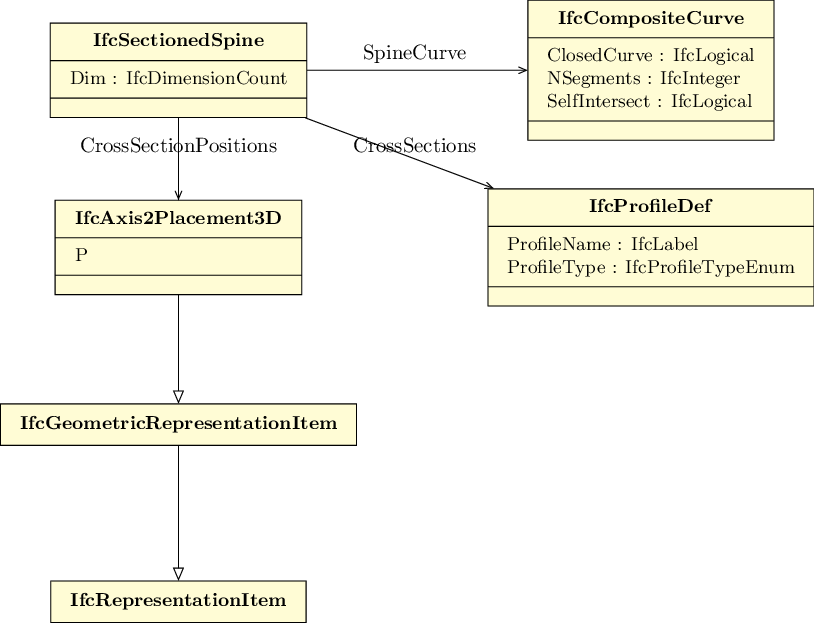 IfcSectionedSpine
Dim : IfcDimensionCount
SpineCurve
IfcCompositeCurve
ClosedCurve : IfcLogical
NSegments : IfcInteger
SelfIntersect : IfcLogical
CrossSectionPositions
CrossSections
IfcAxis2Placement3D
P
IfcProfileDef
ProfileName : IfcLabel
ProfileType : IfcProfileTypeEnum
IfcGeometricRepresentationItem
IfcRepresentationItem